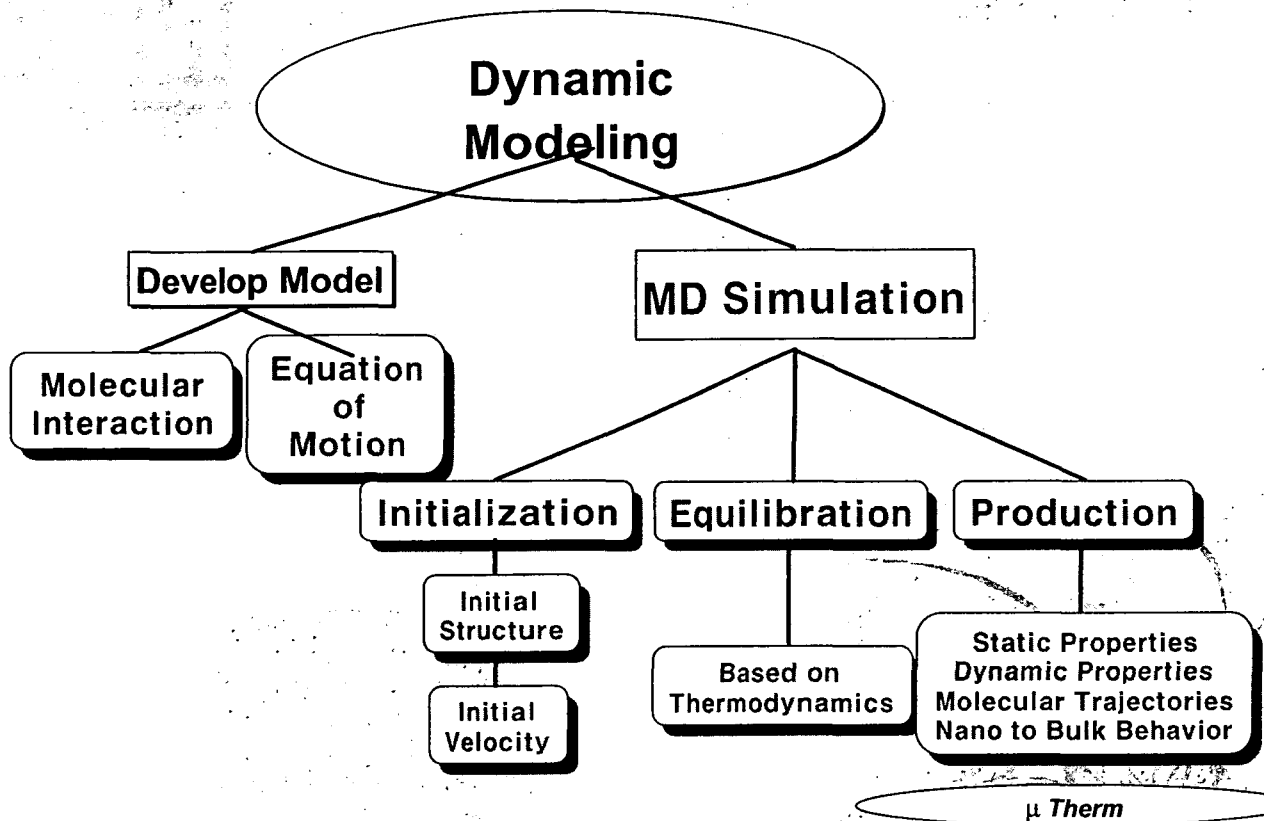 Dynamic
Modeling
Develop Model
MD Simulation
Molecular
Interaction
Equation
of
Motion
Initialization
Equilibration
Production
Initial
Structure
Initial
Velocity
Based on
Thermodynamics
Static Properties
Dynamic Properties
Molecular Trajectories
Nano to Bulk Behavior
μ Therm